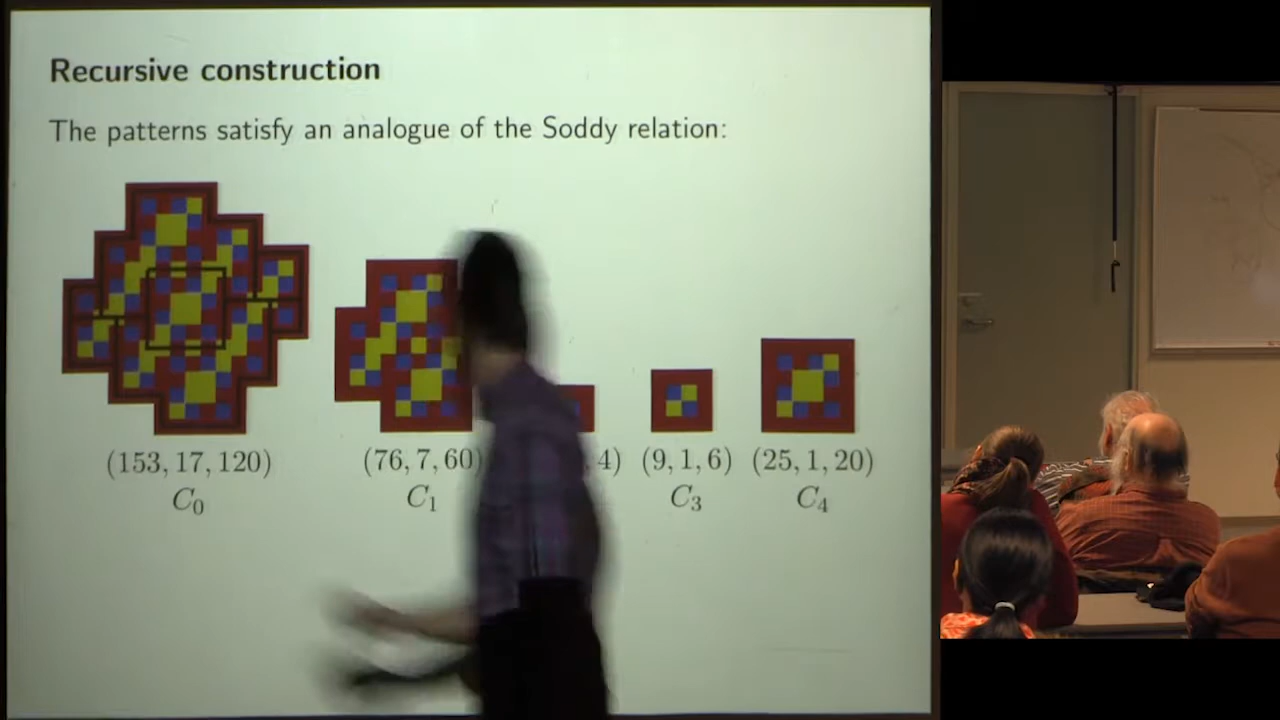 Recursive construction
The patterns satisfy an analogue of the Soddy relation:
(153, 17, 120) (76, 7, 60) , 4) (9, 1, 6) (25, 1, 20)
C₀ C₁ C₃ C₄